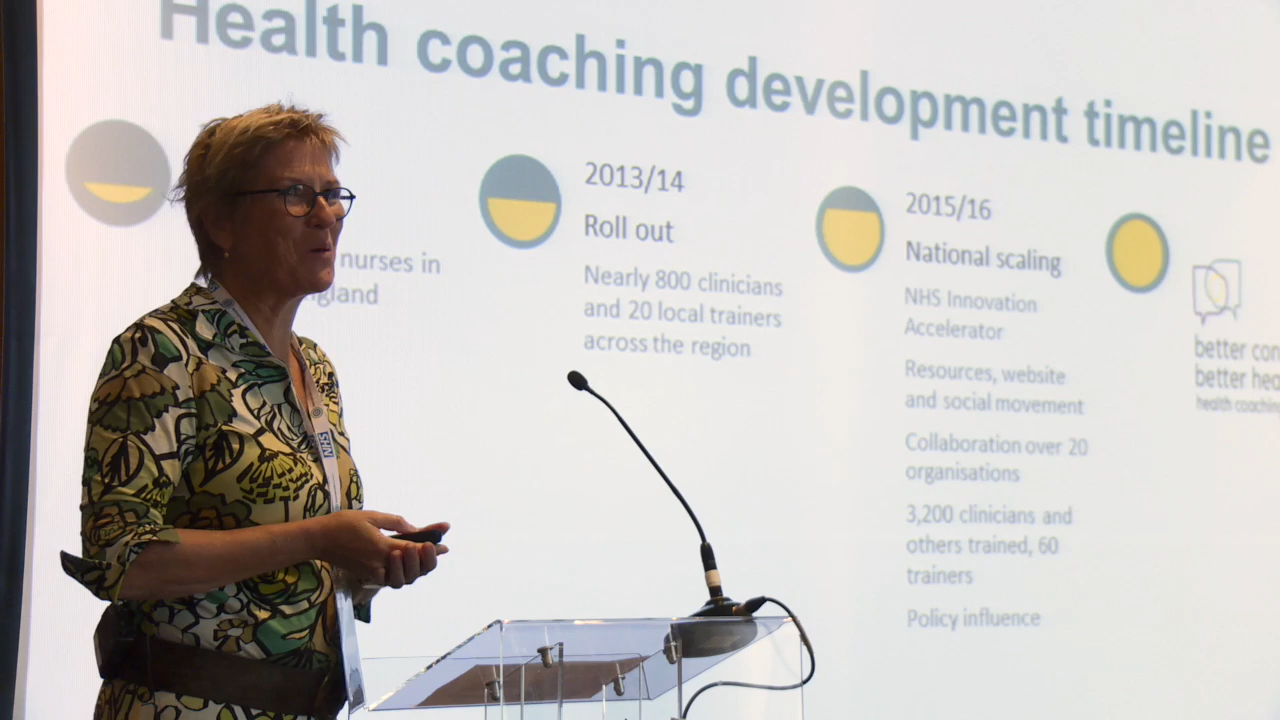 Health coaching development timeline
nurses in
gland
2013/14
Roll out
Nearly 800 clinicians
and 20 local trainers
across the region
2015/16
National scaling
NHS Innovation
Accelerator
Resources, website
and social movement
Collaboration over 20
organisations
3,200 clinicians and
others trained, 60
trainers
Policy influence
better con
better hea
health coachin
NHS